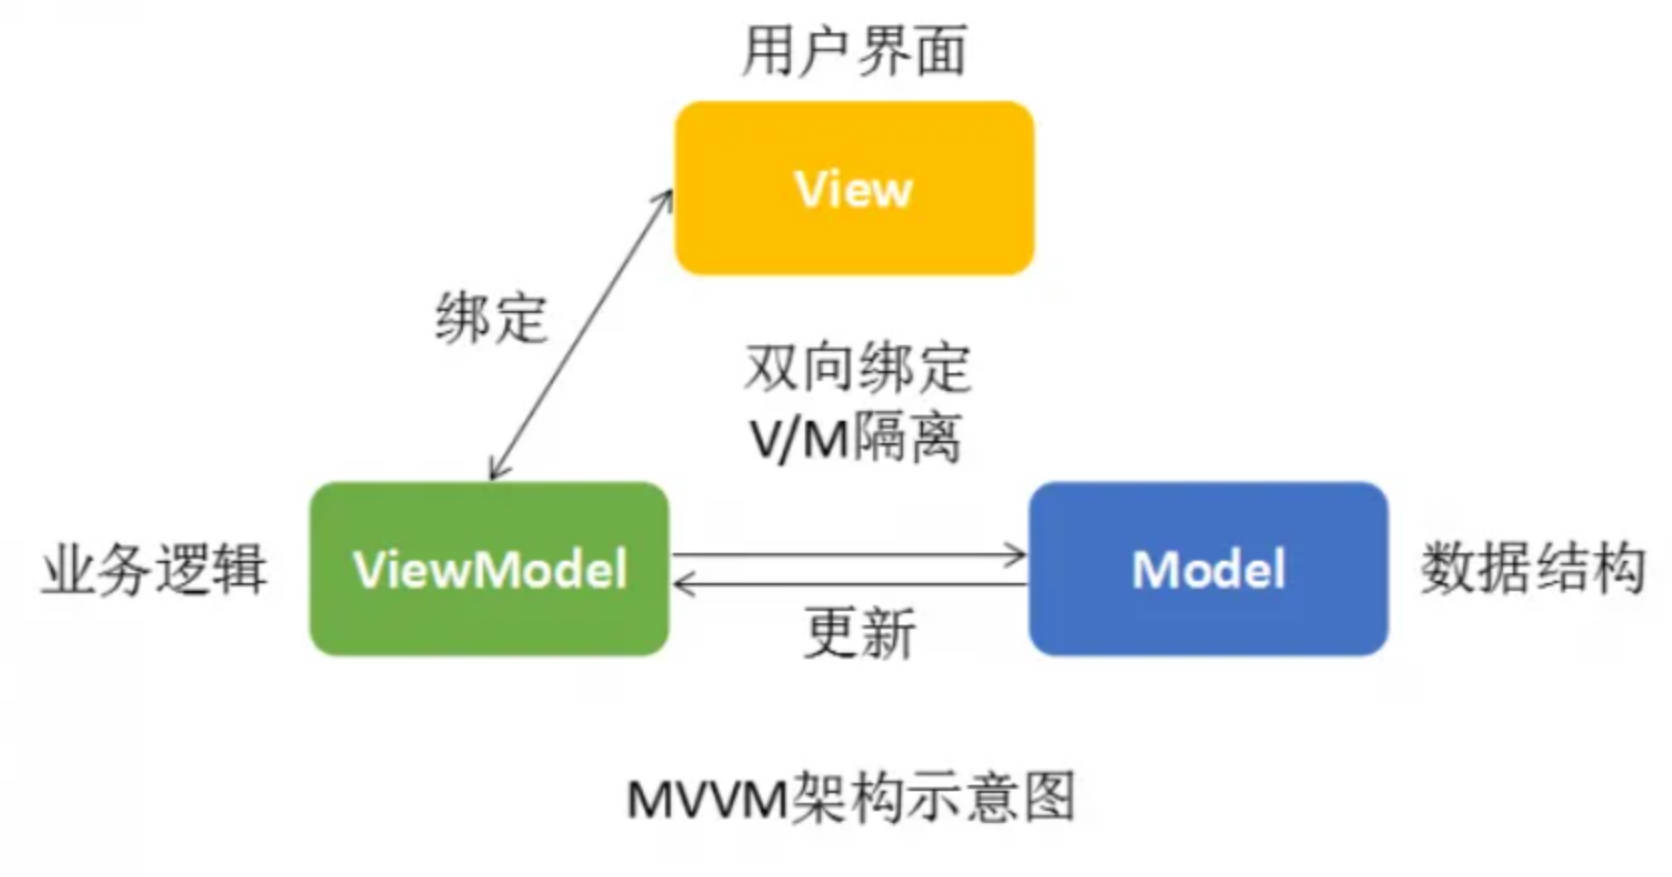 用户界面
View
绑定
双向绑定
V/M隔离
业务逻辑
ViewModel
Model
数据结构
更新
MVVM架构示意图